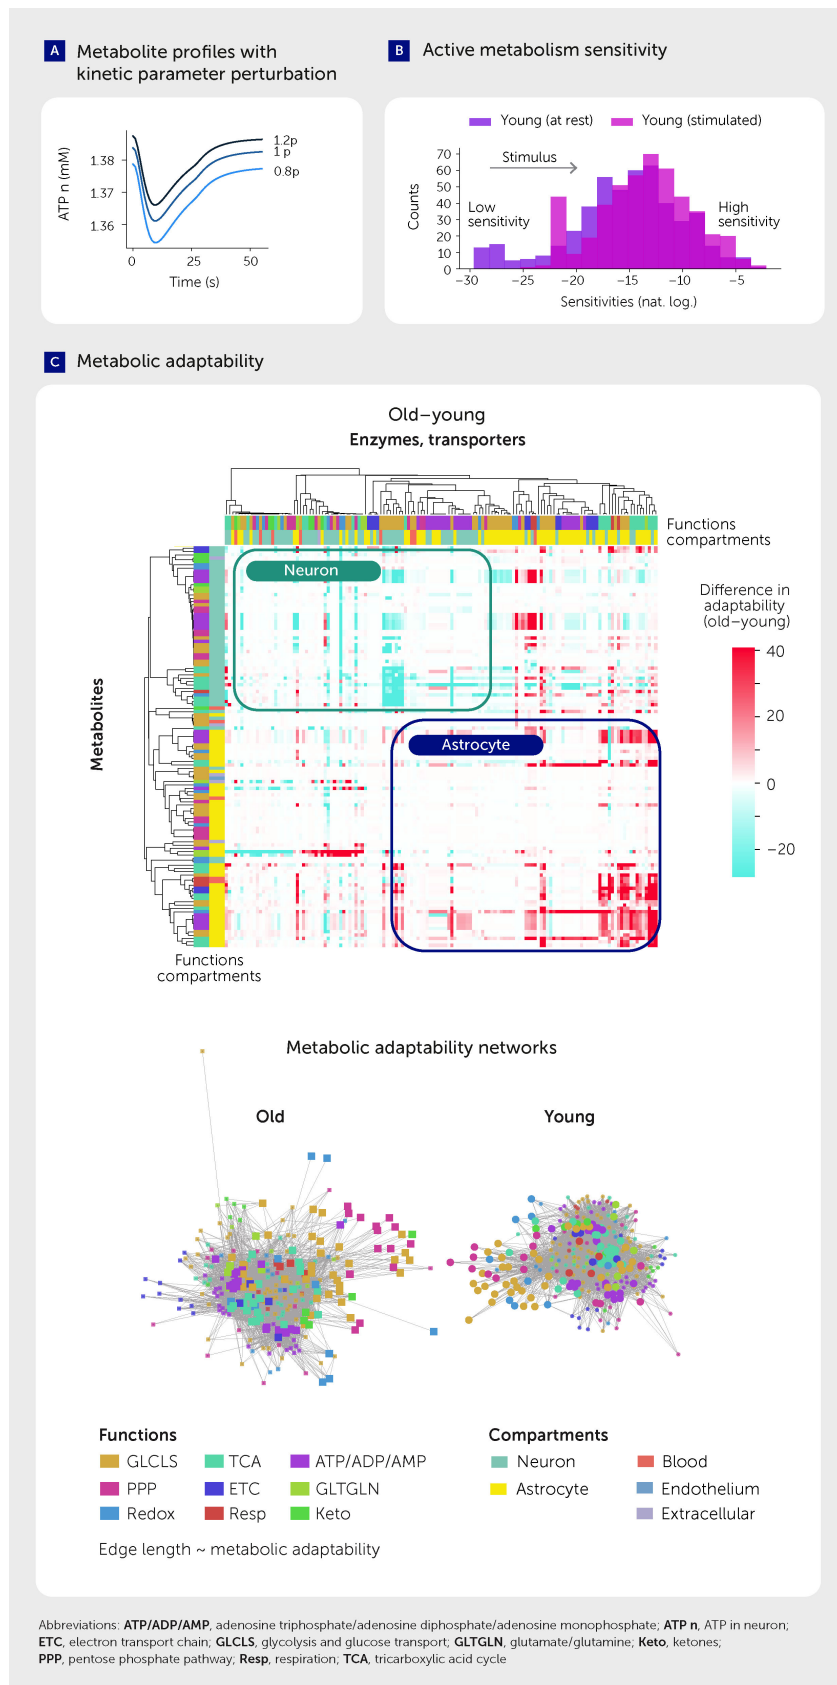 A Metabolite profiles with
kinetic parameter perturbation
ATP n (mM)
1.38
1.37
1.36
1.2p
1 p
0.8p
0 25 50
Time (s)
B Active metabolism sensitivity
Young (at rest) Young (stimulated)
Counts
70
60
50
40
30
20
10
0
Stimulus
Low
sensitivity
High
sensitivity
−30 −25 −20 −15 −10 −5
Sensitivities (nat. log.)
C Metabolic adaptability
Old–young
Enzymes, transporters
Functions
compartments
Neuron
Astrocyte
Metabolites
Functions
compartments
Difference in
adaptability
(old–young)
40
20
0
−20
Metabolic adaptability networks
Old Young
Functions
GLCLS TCA ATP/ADP/AMP
PPP ETC GLTGLN
Redox Resp Keto
Compartments
Neuron Blood
Astrocyte Endothelium
Extracellular
Edge length ~ metabolic adaptability
Abbreviations: ATP/ADP/AMP, adenosine triphosphate/adenosine diphosphate/adenosine monophosphate; ATP n, ATP in neuron;
ETC, electron transport chain; GLCLS, glycolysis and glucose transport; GLTGLN, glutamate/glutamine; Keto, ketones;
PPP, pentose phosphate pathway; Resp, respiration; TCA, tricarboxylic acid cycle